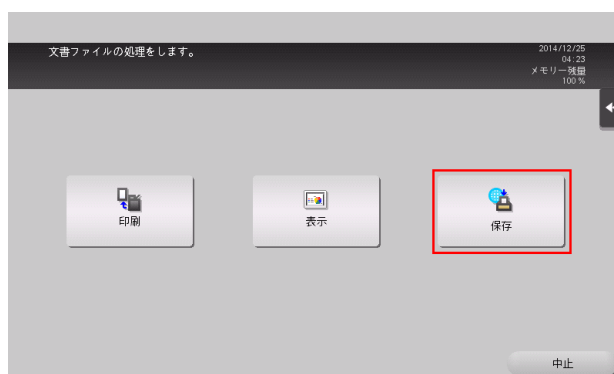 文書ファイルの処理をします。
2014/12/25
04:23
メモリー残量
100 %
印刷
表示
保存
中止